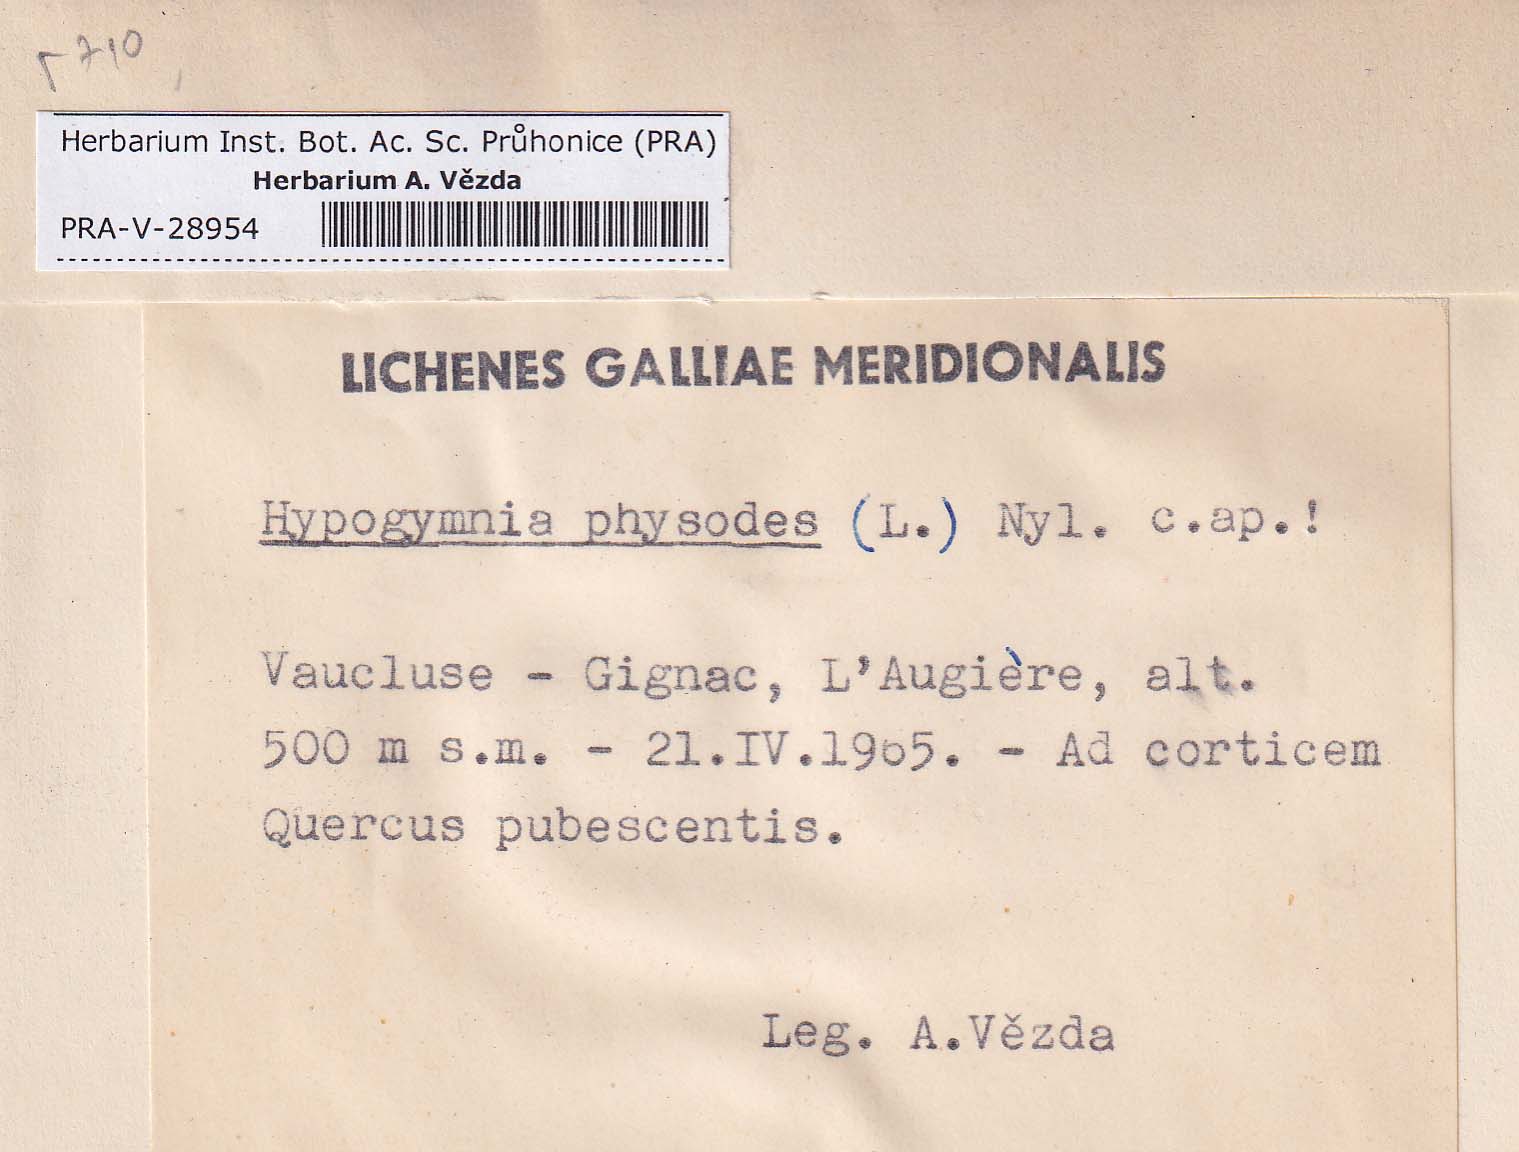 710
Herbarium Inst. Bot. Ac. Sc. Průhonice (PRA)
Herbarium A. Vězda
PRA-V-28954
LICHENES GALLIAE MERIDIONALIS
Hypogymnia physodes (L.) Nyl. c.ap.!
Vaucluse - Gignac, L'Augière, alt.
500 m s.m. - 21.IV.1965. - Ad corticem
Quercus pubescentis.
Leg. A.Vězda